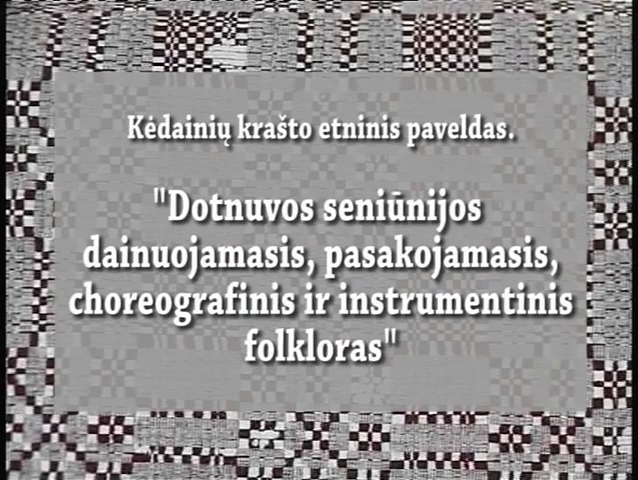 Kėdainių krašto etninis paveldas.
"Dotnuvos seniūnijos
dainuojamasis, pasakojamasis,
choreografinis ir instrumentinis
folkloras"